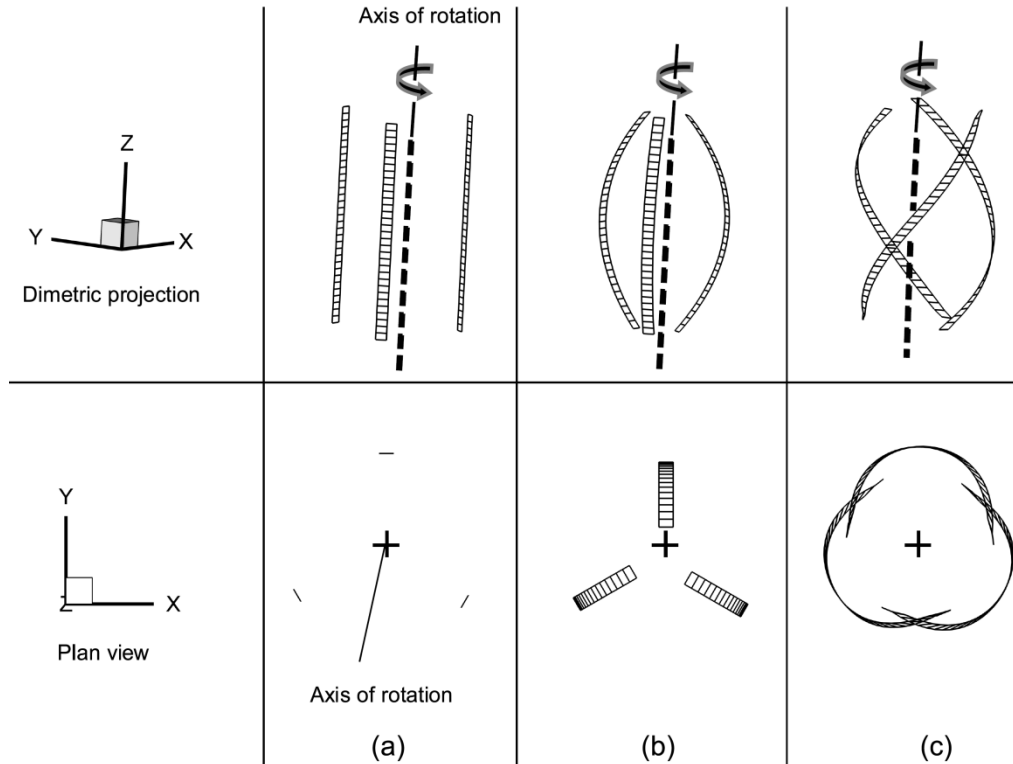 Axis of rotation
Z
Y
X
Dimetric projection
Y
Z
X
Plan view
Axis of rotation
(a)
(b)
(c)